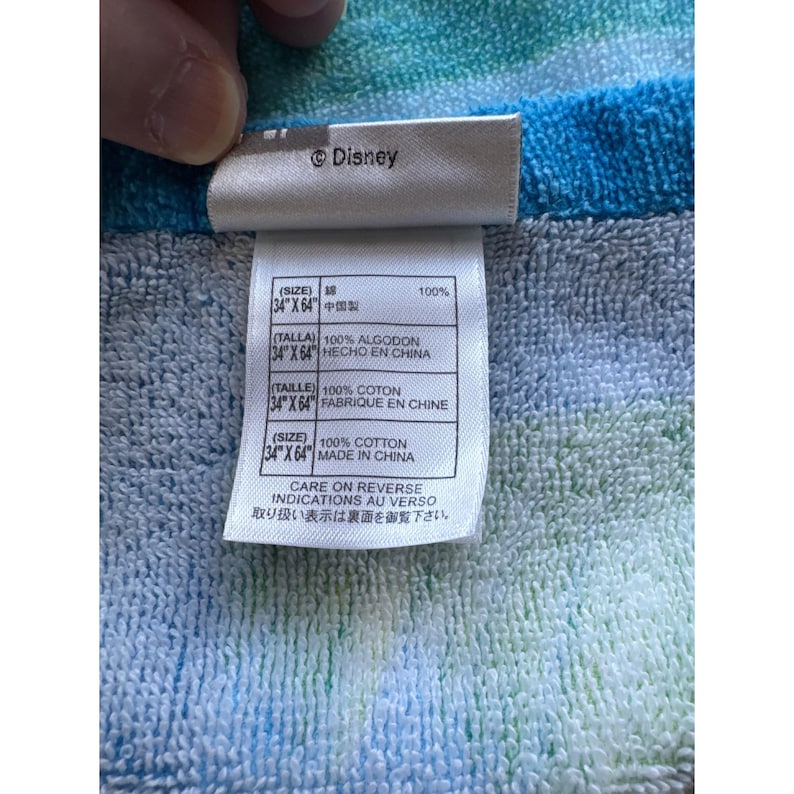 © Disney
(SIZE) 綿 100%
34" X 64" 中国製
(TALLA) 100% ALGODON
34" X 64" HECHO EN CHINA
(TAILLE) 100% COTON
34" X 64" FABRIQUE EN CHINE
(SIZE) 100% COTTON
34" X 64" MADE IN CHINA
CARE ON REVERSE
INDICATIONS AU VERSO
取り扱い表示は裏面を御覧下さい。